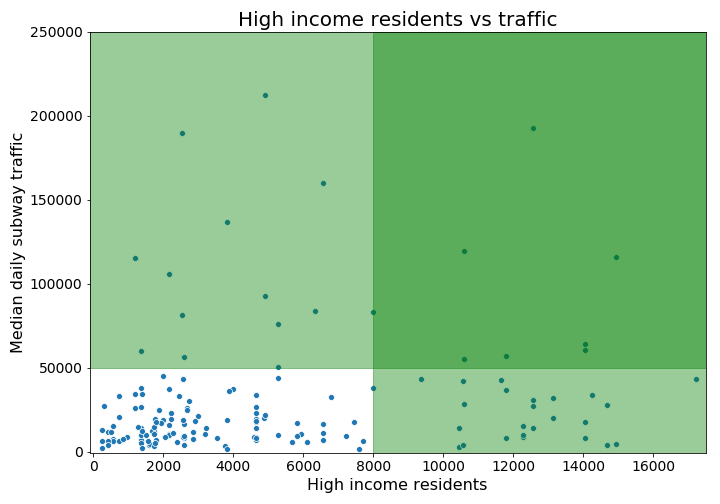 High income residents vs traffic
250000
200000
150000
100000
50000
0
Median daily subway traffic
0 2000 4000 6000 8000 10000 12000 14000 16000
High income residents